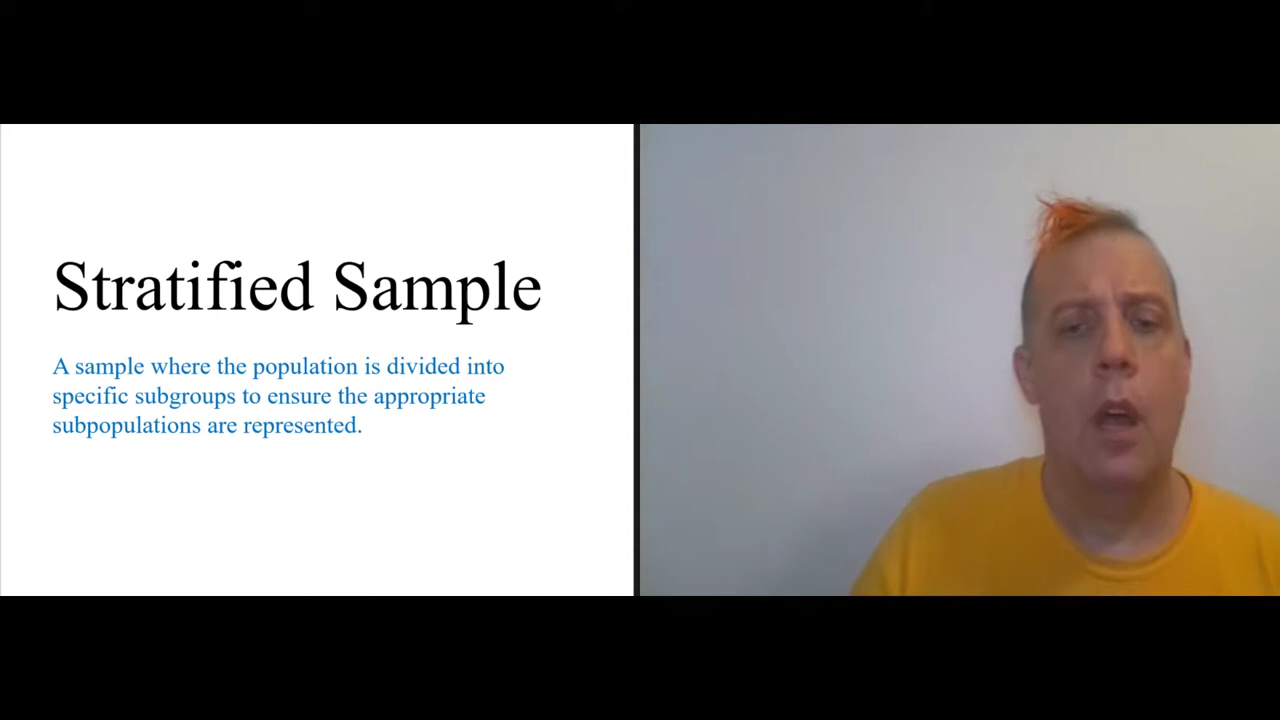 Stratified Sample
A sample where the population is divided into
specific subgroups to ensure the appropriate
subpopulations are represented.